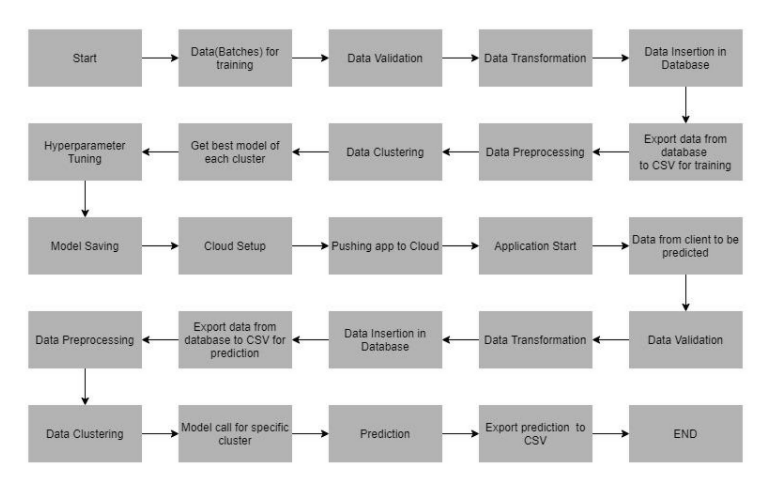 Start
Data(Batches) for
training
Data Validation
Data Transformation
Data Insertion in
Database
Hyperparameter
Tuning
Get best model of
each cluster
Data Clustering
Data Preprocessing
Export data from
database
to CSV for training
Model Saving
Cloud Setup
Pushing app to Cloud
Application Start
Data from client to be
predicted
Data Preprocessing
Export data from
database to CSV for
prediction
Data Insertion in
Database
Data Transformation
Data Validation
Data Clustering
Model call for specific
cluster
Prediction
Export prediction to
CSV
END